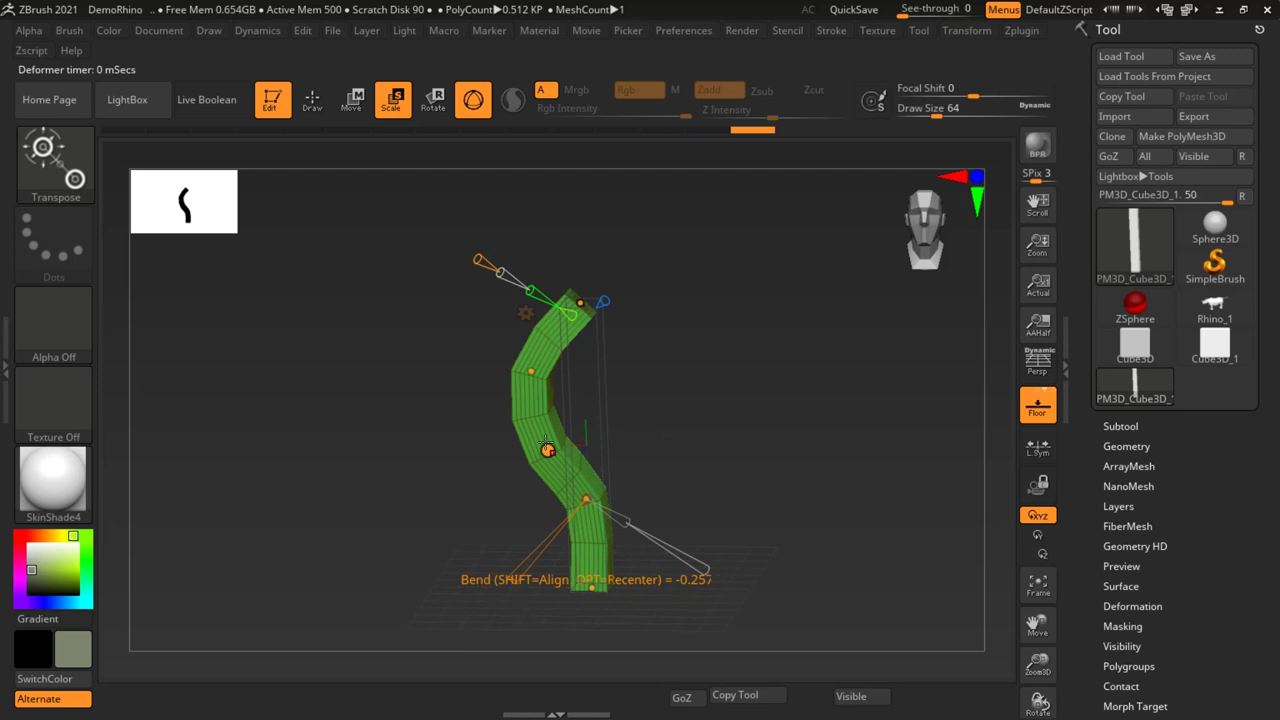 ZBrush 2021 DemoRhino .. • Free Mem 0.654GB • Active Mem 500 • Scratch Disk 90 • PolyCount▶0.512 KP • MeshCount▶1 AC QuickSave See-through 0 Menus DefaultZScript
Alpha Brush Color Document Draw Dynamics Edit File Layer Light Macro Marker Material Movie Picker Preferences Render Stencil Stroke Texture Tool Transform Zplugin
Zscript Help
Deformer timer: 0 mSecs
Home Page LightBox Live Boolean Edit Draw Move Scale Rotate
A Mrgb Rgb M Zadd Zsub Zcut
Rgb Intensity Z Intensity
Focal Shift 0
Draw Size 64 Dynamic
S
Transpose
Dots
Alpha Off
Texture Off
SkinShade4
Gradient
SwitchColor
Alternate
Bend (SHIFT=Align, OPT=Recenter) = -0.257
GoZ Copy Tool Visible
BPR
SPix 3
Scroll
Zoom
Actual
AAHalf
Dynamic
Persp
Floor
L.Sym
XYZ
Frame
Move
Zoom3D
Rotate
Tool
Load Tool Save As
Load Tools From Project
Copy Tool Paste Tool
Import Export
Clone Make PolyMesh3D
GoZ All Visible R
Lightbox▶Tools
PM3D_Cube3D_1. 50 R
PM3D_Cube3D_1
Sphere3D
SimpleBrush
ZSphere Rhino_1
Cube3D Cube3D_1
PM3D_Cube3D_1
Subtool
Geometry
ArrayMesh
NanoMesh
Layers
FiberMesh
Geometry HD
Preview
Surface
Deformation
Masking
Visibility
Polygroups
Contact
Morph Target